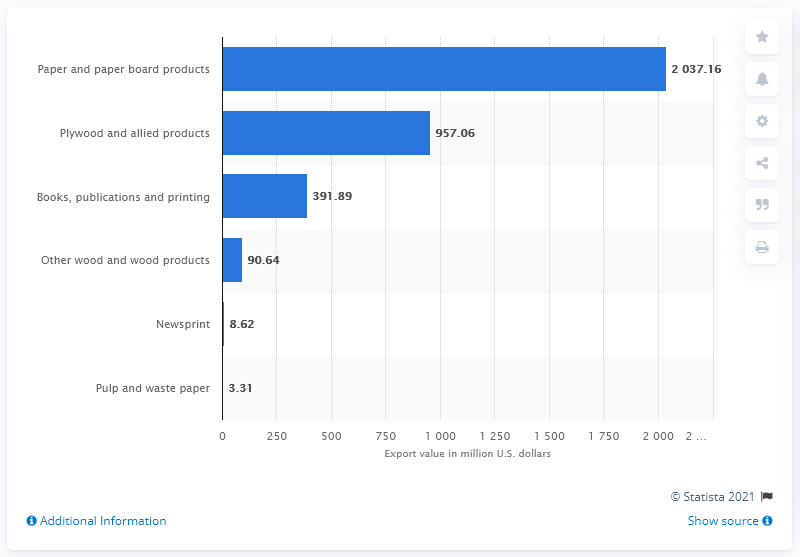 Paper and paper board products 2 037.16
Plywood and allied products 957.06
Books, publications and printing 391.89
Other wood and wood products 90.64
Newsprint 8.62
Pulp and waste paper 3.31
0 250 500 750 1 000 1 250 1 500 1 750 2 000 2 ...
Export value in million U.S. dollars
© Statista 2021
Additional Information Show source